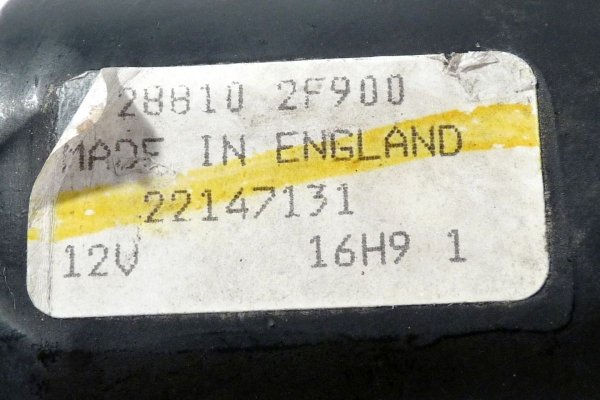 28810 2F900
MADE IN ENGLAND
22147131
12V 16H9 1